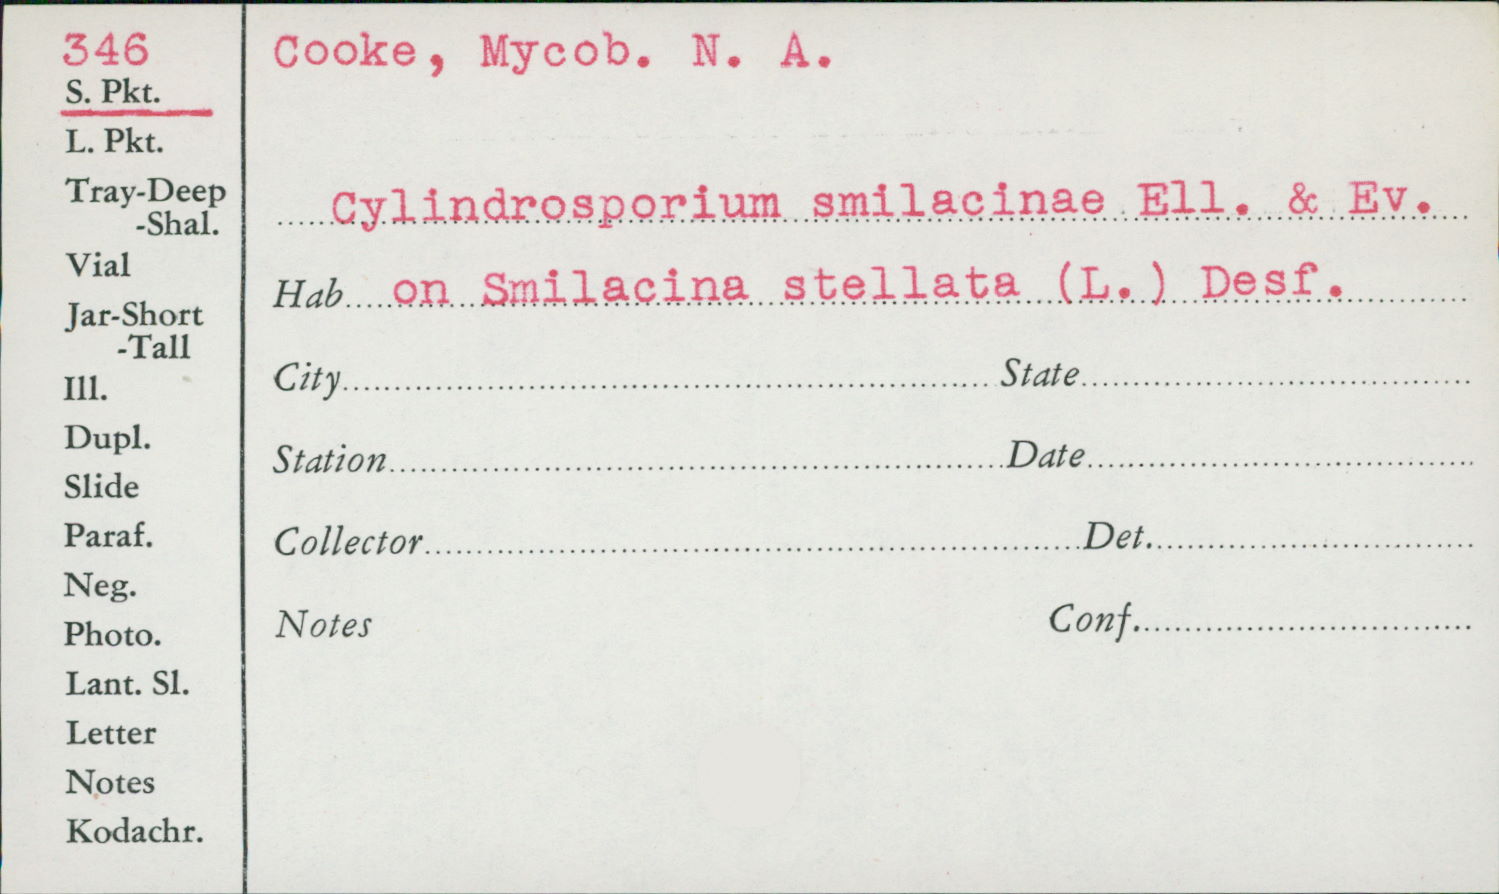 346
S. Pkt.
L. Pkt.
Tray-Deep
-Shal.
Vial
Jar-Short
-Tall
Ill.
Dupl.
Slide
Paraf.
Neg.
Photo.
Lant. Sl.
Letter
Notes
Kodachr.
Cooke, Mycob. N. A.
Cylindrosporium smilacinae Ell. & Ev.
Hab. on Smilacina stellata (L.) Desf.
City State
Station Date
Collector Det.
Notes Conf.